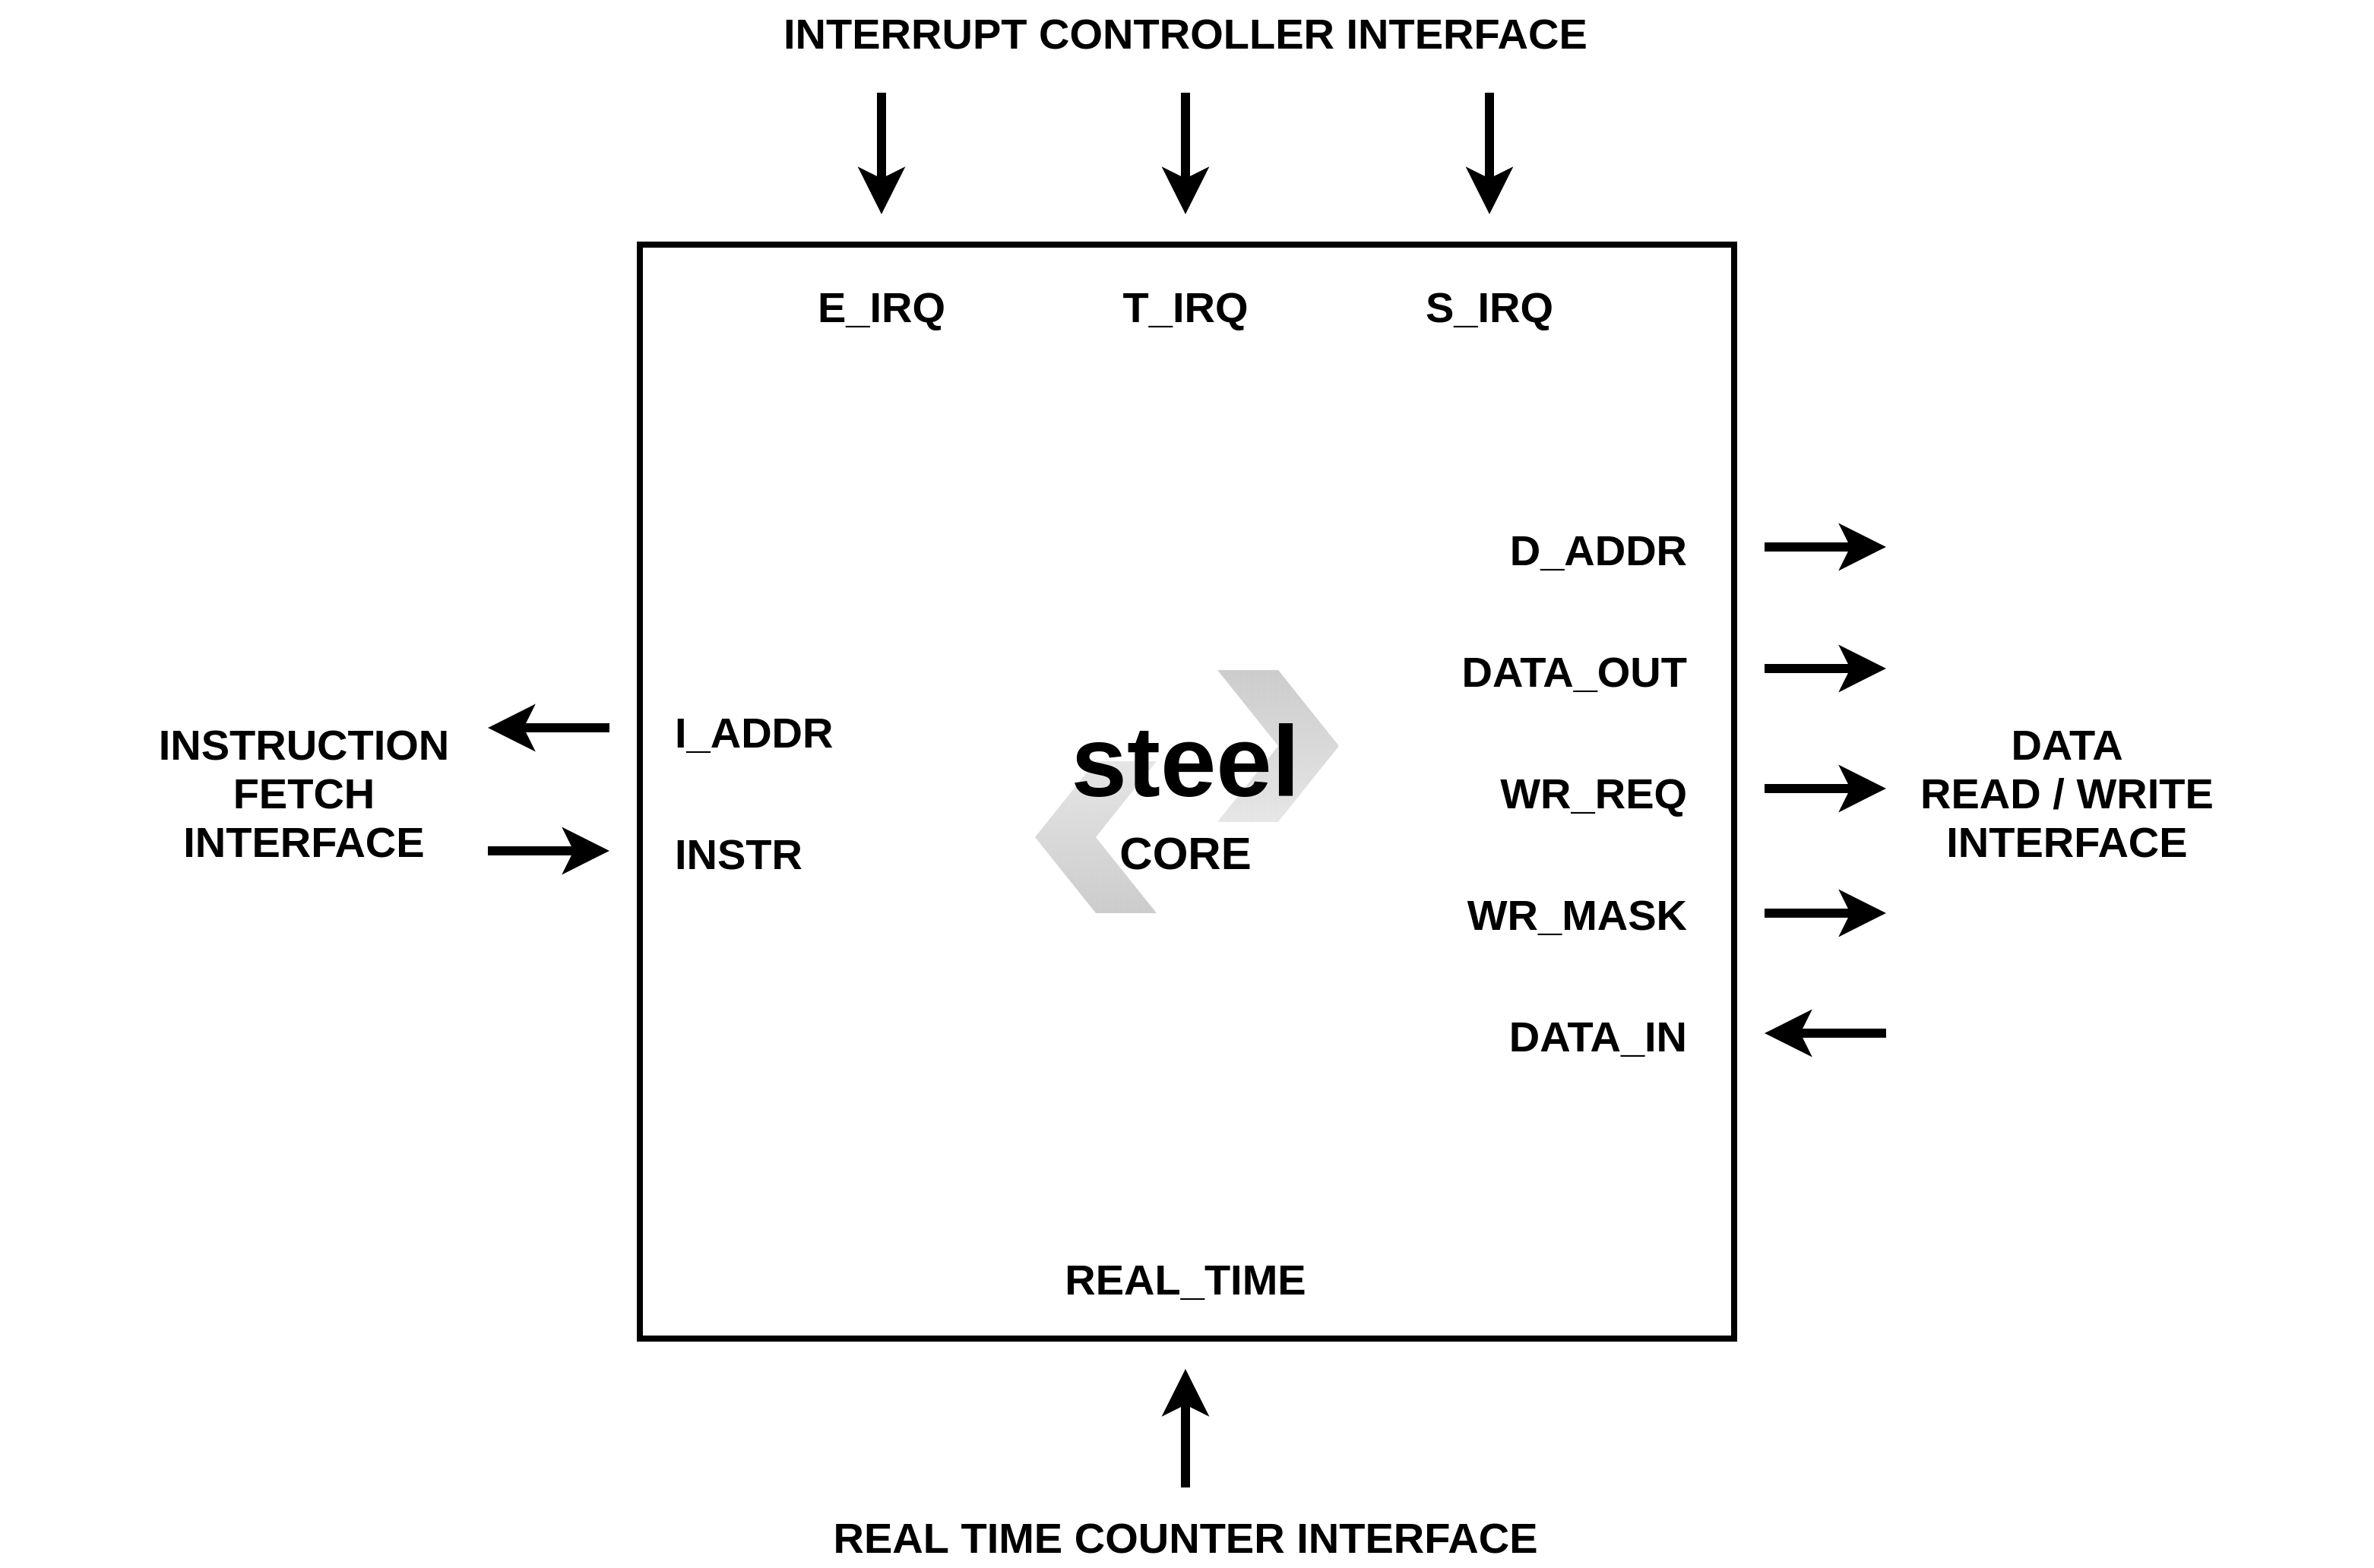 INTERRUPT CONTROLLER INTERFACE
E_IRQ
T_IRQ
S_IRQ
D_ADDR
DATA_OUT
WR_REQ
WR_MASK
DATA_IN
I_ADDR
INSTR
INSTRUCTION
FETCH
INTERFACE
steel
CORE
DATA
READ / WRITE
INTERFACE
REAL_TIME
REAL TIME COUNTER INTERFACE